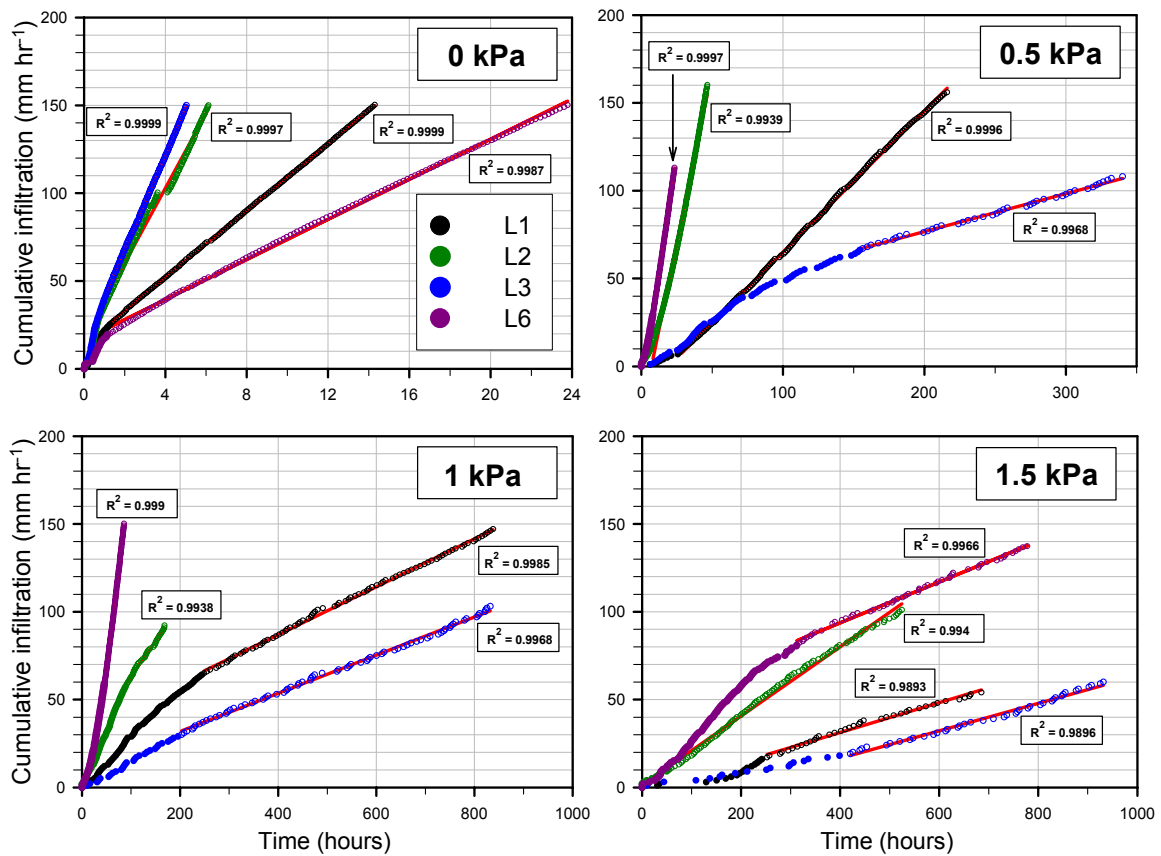 Cumulative infiltration (mm hr⁻¹)
200
150
100
50
0
0 kPa
R² = 0.9999
R² = 0.9997
R² = 0.9999
R² = 0.9987
L1
L2
L3
L6
0
4
8
12
16
20
24
200
150
100
50
0
0.5 kPa
R² = 0.9997
R² = 0.9939
R² = 0.9996
R² = 0.9968
0
100
200
300
Cumulative infiltration (mm hr⁻¹)
200
150
100
50
0
1 kPa
R² = 0.999
R² = 0.9938
R² = 0.9985
R² = 0.9968
0
200
400
600
800
1000
Time (hours)
200
150
100
50
0
1.5 kPa
R² = 0.9966
R² = 0.994
R² = 0.9893
R² = 0.9896
0
200
400
600
800
1000
Time (hours)